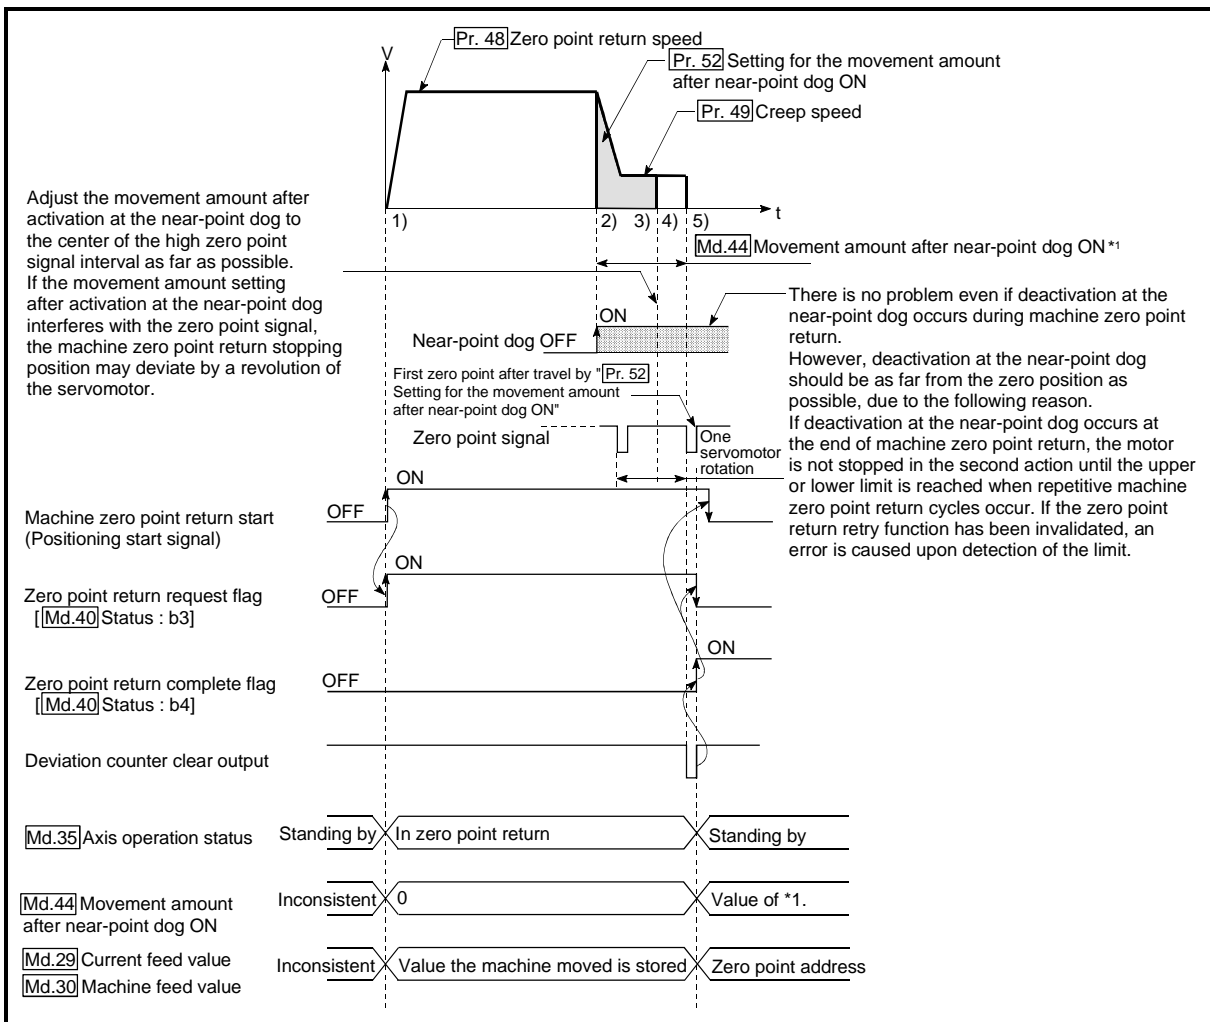 Pr. 48 Zero point return speed
V
Pr. 52 Setting for the movement amount
after near-point dog ON
Pr. 49 Creep speed
Adjust the movement amount after
activation at the near-point dog to
the center of the high zero point
signal interval as far as possible.
If the movement amount setting
after activation at the near-point dog
interferes with the zero point signal,
the machine zero point return stopping
position may deviate by a revolution of
the servomotor.
1) 2) 3) 4) 5) t
Md.44 Movement amount after near-point dog ON *1
There is no problem even if deactivation at the
near-point dog occurs during machine zero point
return.
However, deactivation at the near-point dog
should be as far from the zero position as
possible, due to the following reason.
If deactivation at the near-point dog occurs at
the end of machine zero point return, the motor
is not stopped in the second action until the upper
or lower limit is reached when repetitive machine
zero point return cycles occur. If the zero point
return retry function has been invalidated, an
error is caused upon detection of the limit.
ON
Near-point dog OFF
First zero point after travel by "Pr. 52
Setting for the movement amount
after near-point dog ON"
Zero point signal
One
servomotor
rotation
ON
OFF
Machine zero point return start
(Positioning start signal)
ON
Zero point return request flag
OFF
[ Md.40 Status : b3]
ON
Zero point return complete flag
OFF
[ Md.40 Status : b4]
Deviation counter clear output
Md.35 Axis operation status Standing by In zero point return Standing by
Md.44 Movement amount
after near-point dog ON
Inconsistent 0 Value of *1.
Md.29 Current feed value
Md.30 Machine feed value
Inconsistent Value the machine moved is stored Zero point address